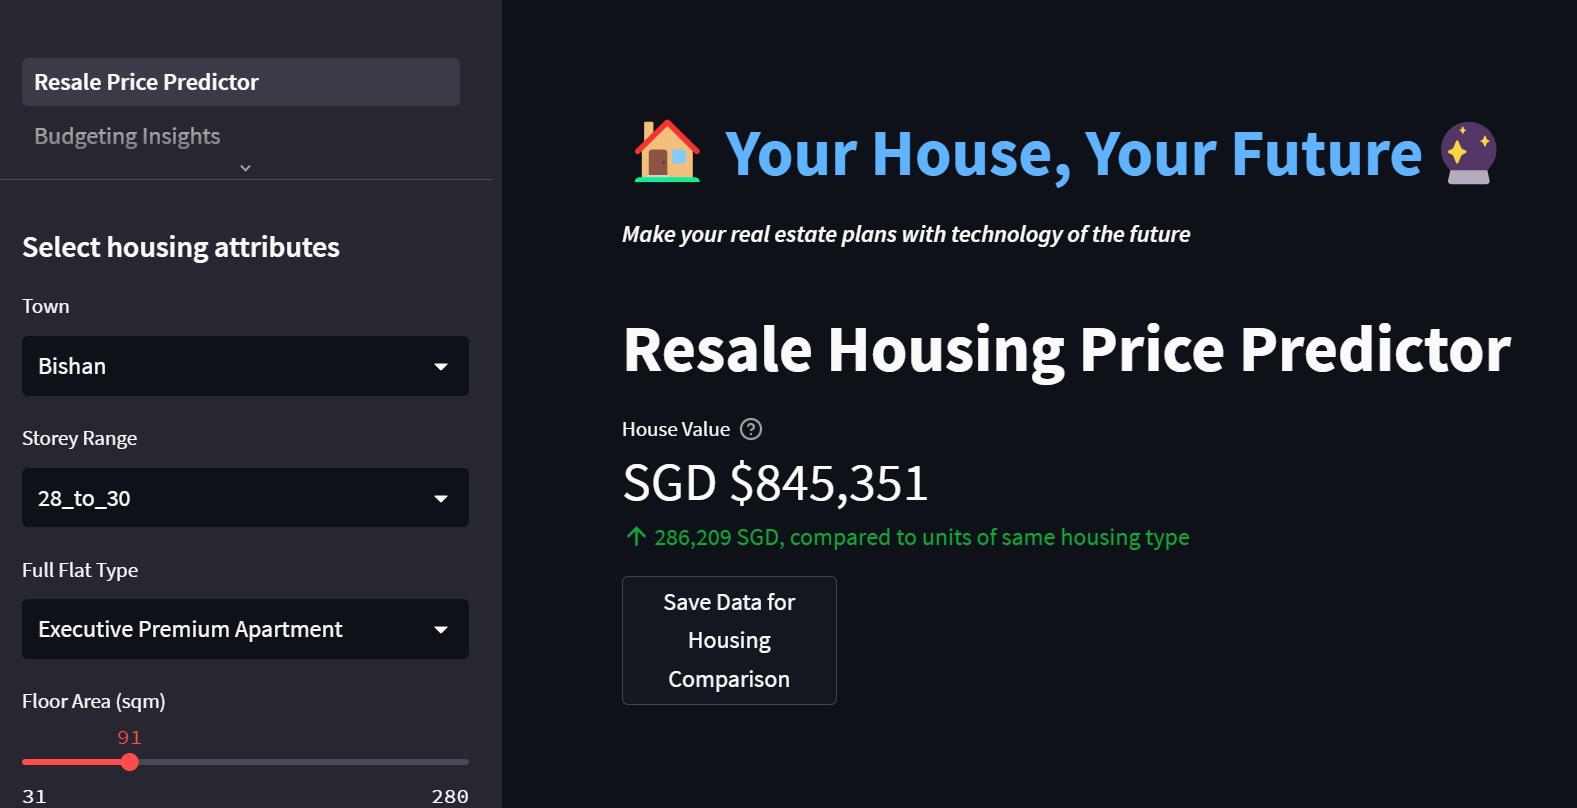 Resale Price Predictor
Budgeting Insights
Select housing attributes
Town
Bishan
Storey Range
28_to_30
Full Flat Type
Executive Premium Apartment
Floor Area (sqm)
91
31 280
Your House, Your Future
Make your real estate plans with technology of the future
Resale Housing Price Predictor
House Value ?
SGD $845,351
↑ 286,209 SGD, compared to units of same housing type
Save Data for
Housing
Comparison